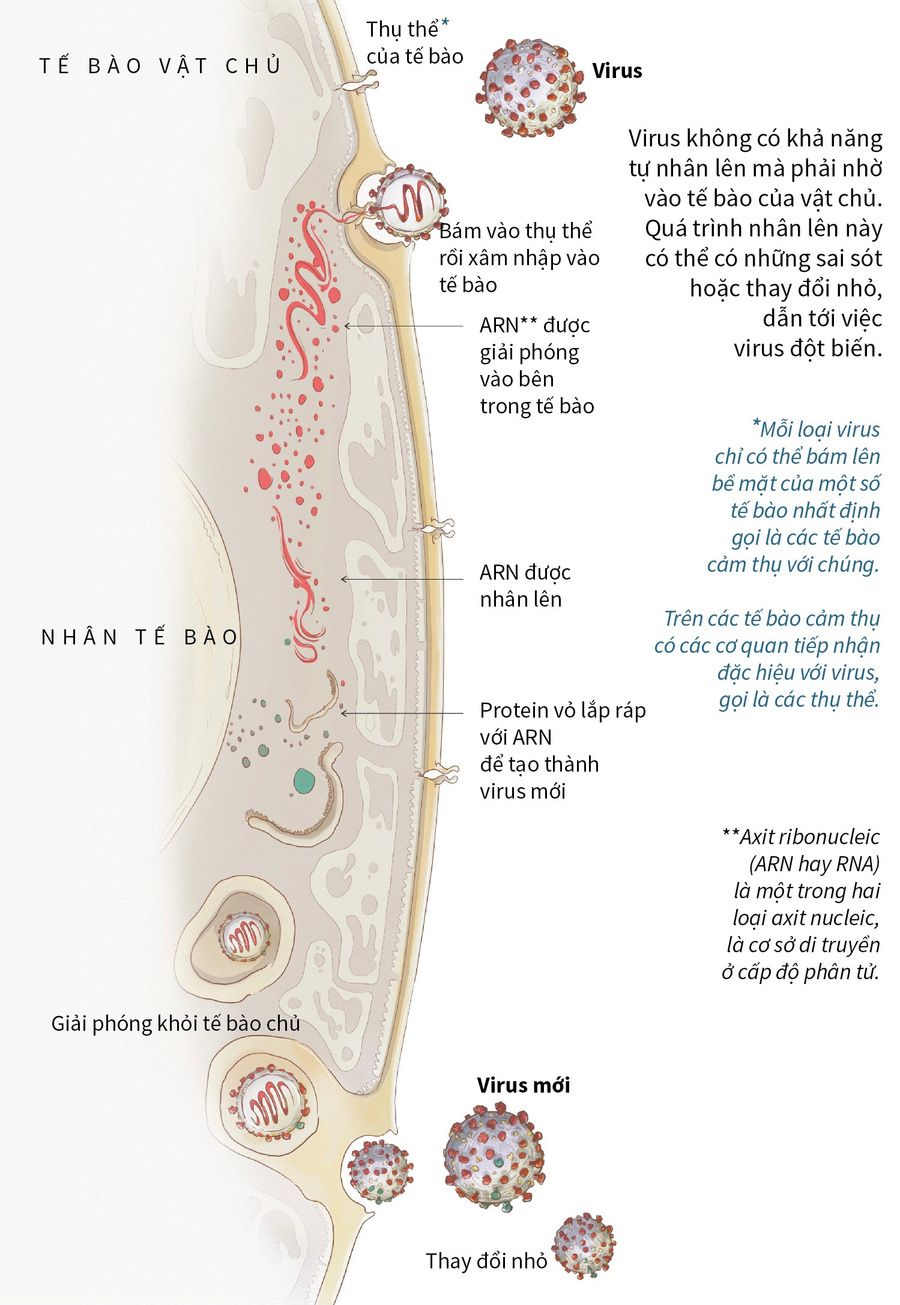 Thụ thể*
của tế bào
TẾ BÀO VẬT CHỦ
Virus
Virus không có khả năng
tự nhân lên mà phải nhờ
vào tế bào của vật chủ.
Quá trình nhân lên này
có thể có những sai sót
hoặc thay đổi nhỏ,
dẫn tới việc
virus đột biến.
Bám vào thụ thể
rồi xâm nhập vào
tế bào
ARN** được
giải phóng
vào bên
trong tế bào
*Mỗi loại virus
chỉ có thể bám lên
bề mặt của một số
tế bào nhất định
gọi là các tế bào
cảm thụ với chúng.
ARN được
nhân lên
Trên các tế bào cảm thụ
có các cơ quan tiếp nhận
đặc hiệu với virus,
gọi là các thụ thể.
NHÂN TẾ BÀO
Protein vỏ lắp ráp
với ARN
để tạo thành
virus mới
**Axit ribonucleic
(ARN hay RNA)
là một trong hai
loại axit nucleic,
là cơ sở di truyền
ở cấp độ phân tử.
Giải phóng khỏi tế bào chủ
Virus mới
Thay đổi nhỏ